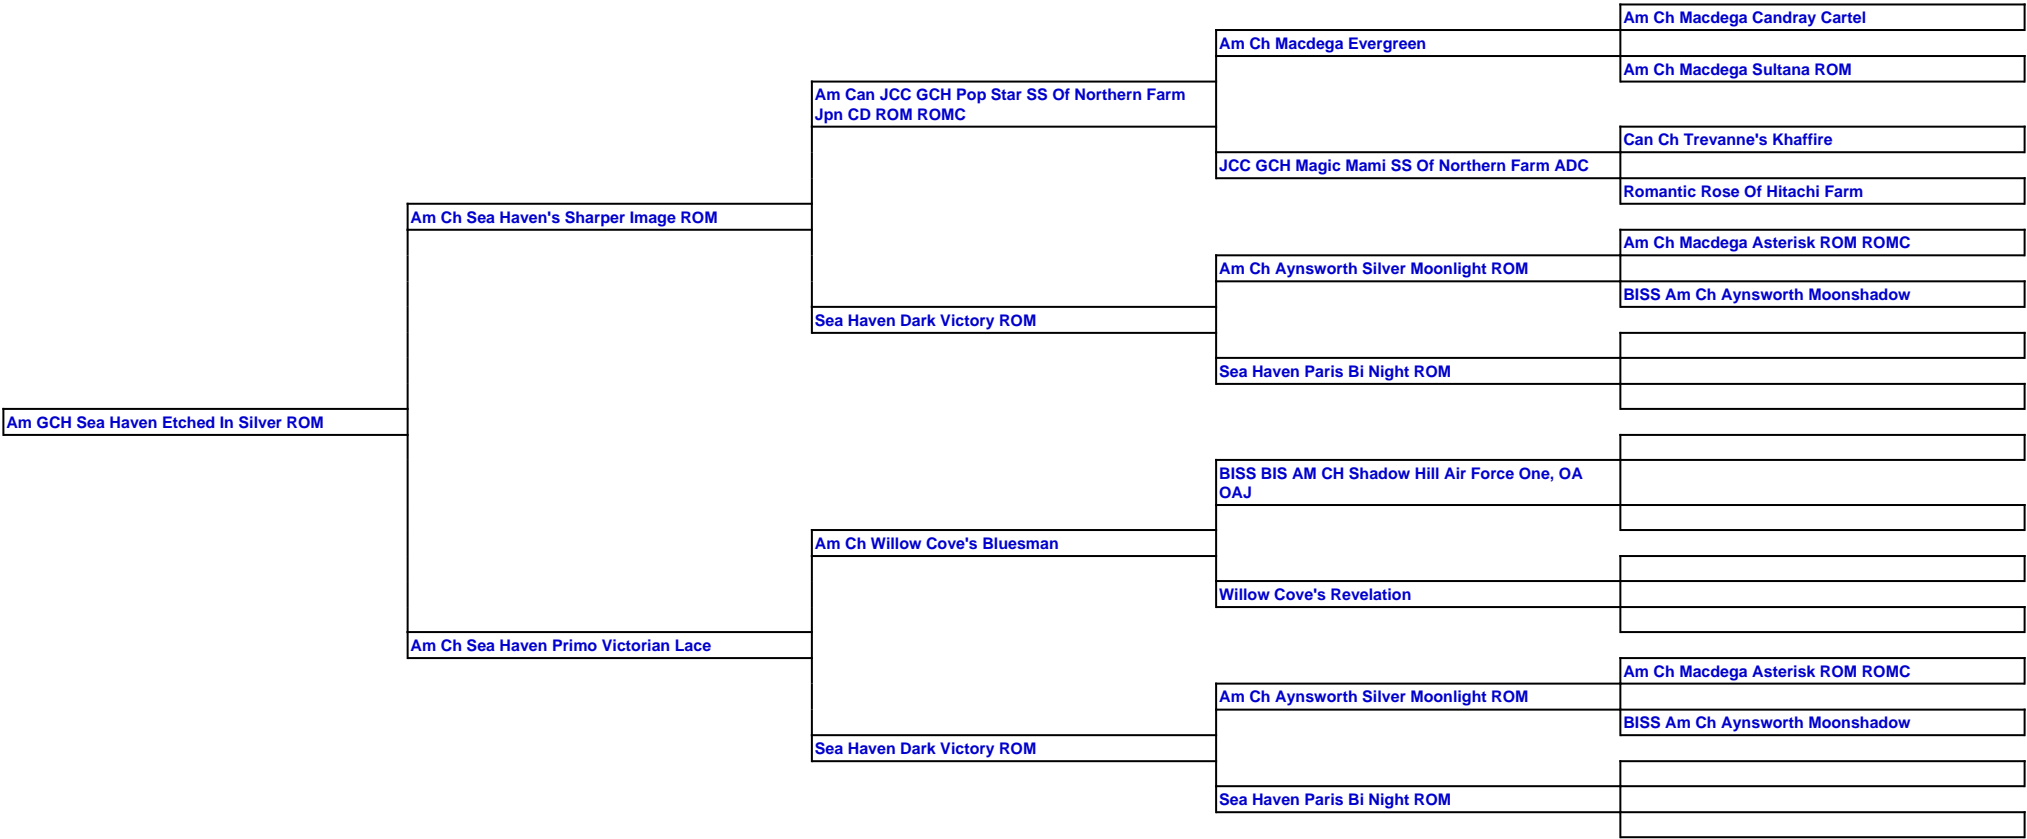 Am Ch Macdega Candray Cartel
Am Ch Macdega Evergreen
Am Ch Macdega Sultana ROM
Am Can JCC GCH Pop Star SS Of Northern Farm
Jpn CD ROM ROMC
Can Ch Trevanne's Khaffire
JCC GCH Magic Mami SS Of Northern Farm ADC
Romantic Rose Of Hitachi Farm
Am Ch Sea Haven's Sharper Image ROM
Am Ch Macdega Asterisk ROM ROMC
Am Ch Aynsworth Silver Moonlight ROM
BISS Am Ch Aynsworth Moonshadow
Sea Haven Dark Victory ROM
Sea Haven Paris Bi Night ROM
Am GCH Sea Haven Etched In Silver ROM
BISS BIS AM CH Shadow Hill Air Force One, OA
OAJ
Am Ch Willow Cove's Bluesman
Willow Cove's Revelation
Am Ch Sea Haven Primo Victorian Lace
Am Ch Macdega Asterisk ROM ROMC
Am Ch Aynsworth Silver Moonlight ROM
BISS Am Ch Aynsworth Moonshadow
Sea Haven Dark Victory ROM
Sea Haven Paris Bi Night ROM